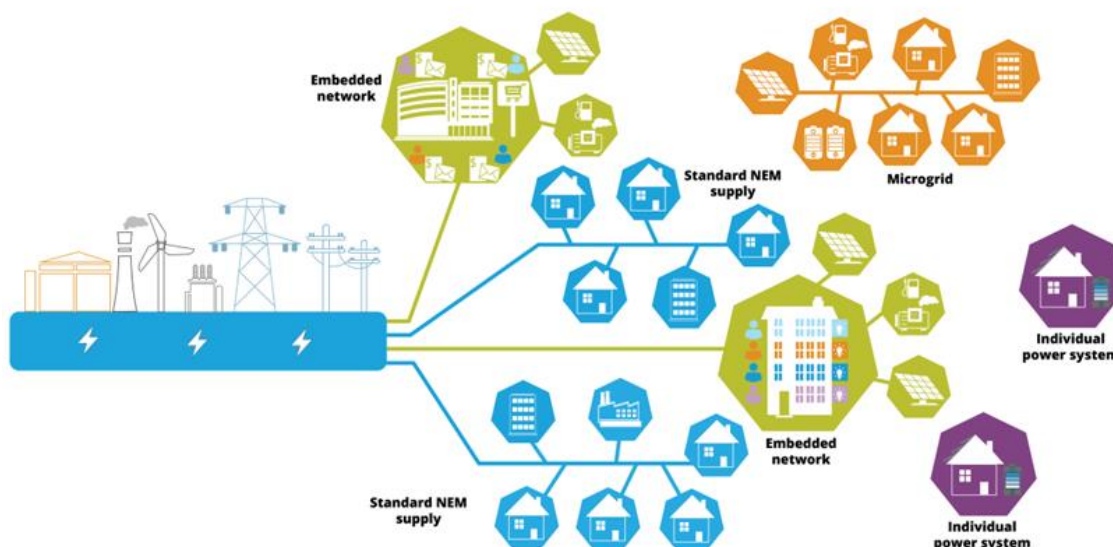 Embedded
network
Standard NEM
supply
Microgrid
Individual
power system
Embedded
network
Standard NEM
supply
Individual
power system